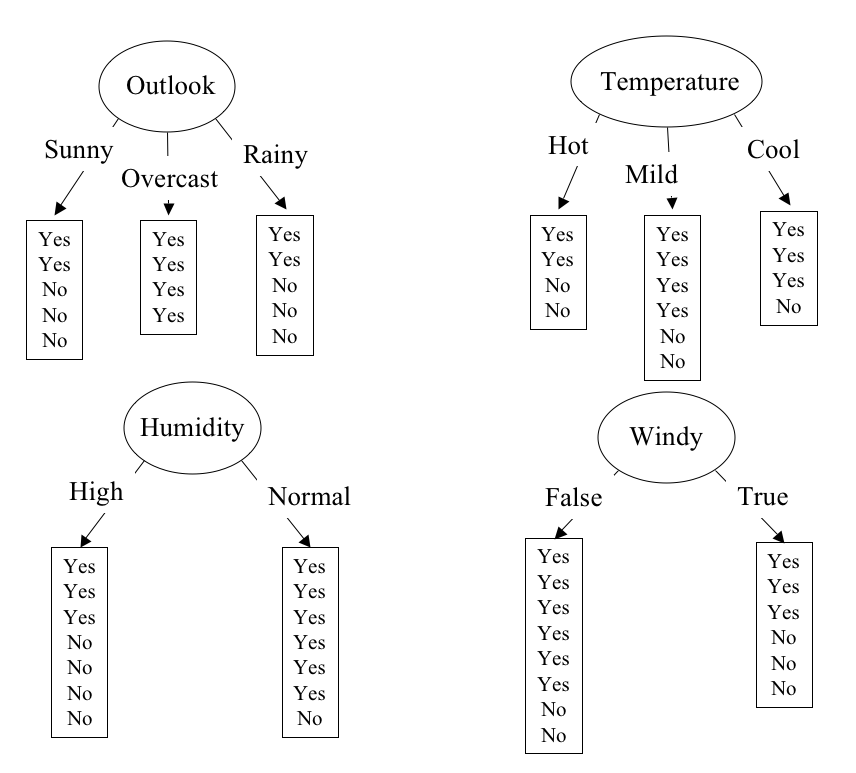 Outlook
Sunny
Overcast
Rainy
Yes
Yes
No
No
No
Yes
Yes
Yes
Yes
Yes
Yes
No
No
No
Temperature
Hot
Mild
Cool
Yes
Yes
No
No
Yes
Yes
Yes
Yes
No
No
Yes
Yes
Yes
No
Humidity
High
Normal
Yes
Yes
Yes
No
No
No
No
Yes
Yes
Yes
Yes
Yes
Yes
No
Windy
False
True
Yes
Yes
Yes
Yes
Yes
Yes
No
No
Yes
Yes
Yes
No
No
No